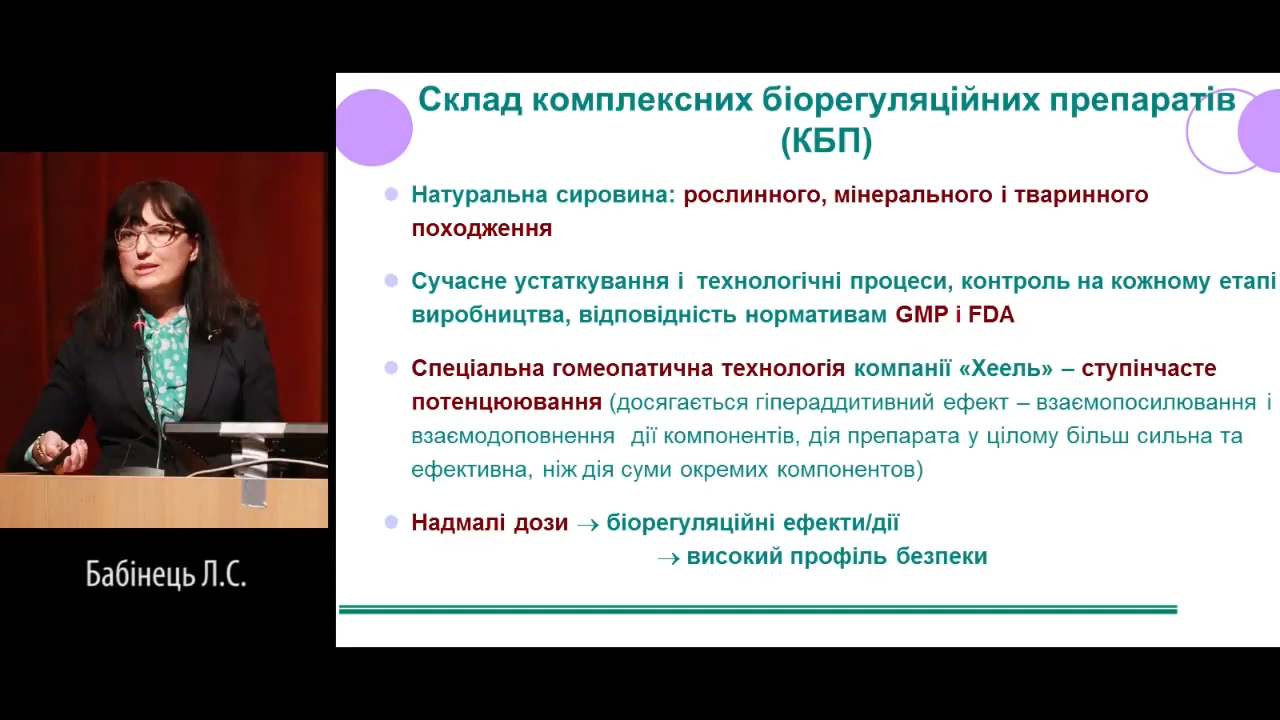 Склад комплексних біорегуляційних препаратів
(КБП)
Натуральна сировина: рослинного, мінерального і тваринного
походження
Сучасне устаткування і технологічні процеси, контроль на кожному етапі
виробництва, відповідність нормативам GMP і FDA
Спеціальна гомеопатична технологія компанії «Хеель» – ступінчасте
потенцюювання (досягається гіпераддитивний ефект – взаємопосилювання і
взаємодоповнення дії компонентів, дія препарата у цілому більш сильна та
ефективна, ніж дія суми окремих компонентов)
Надмалі дози → біорегуляційні ефекти/дії
→ високий профіль безпеки
Бабінець Л.С.